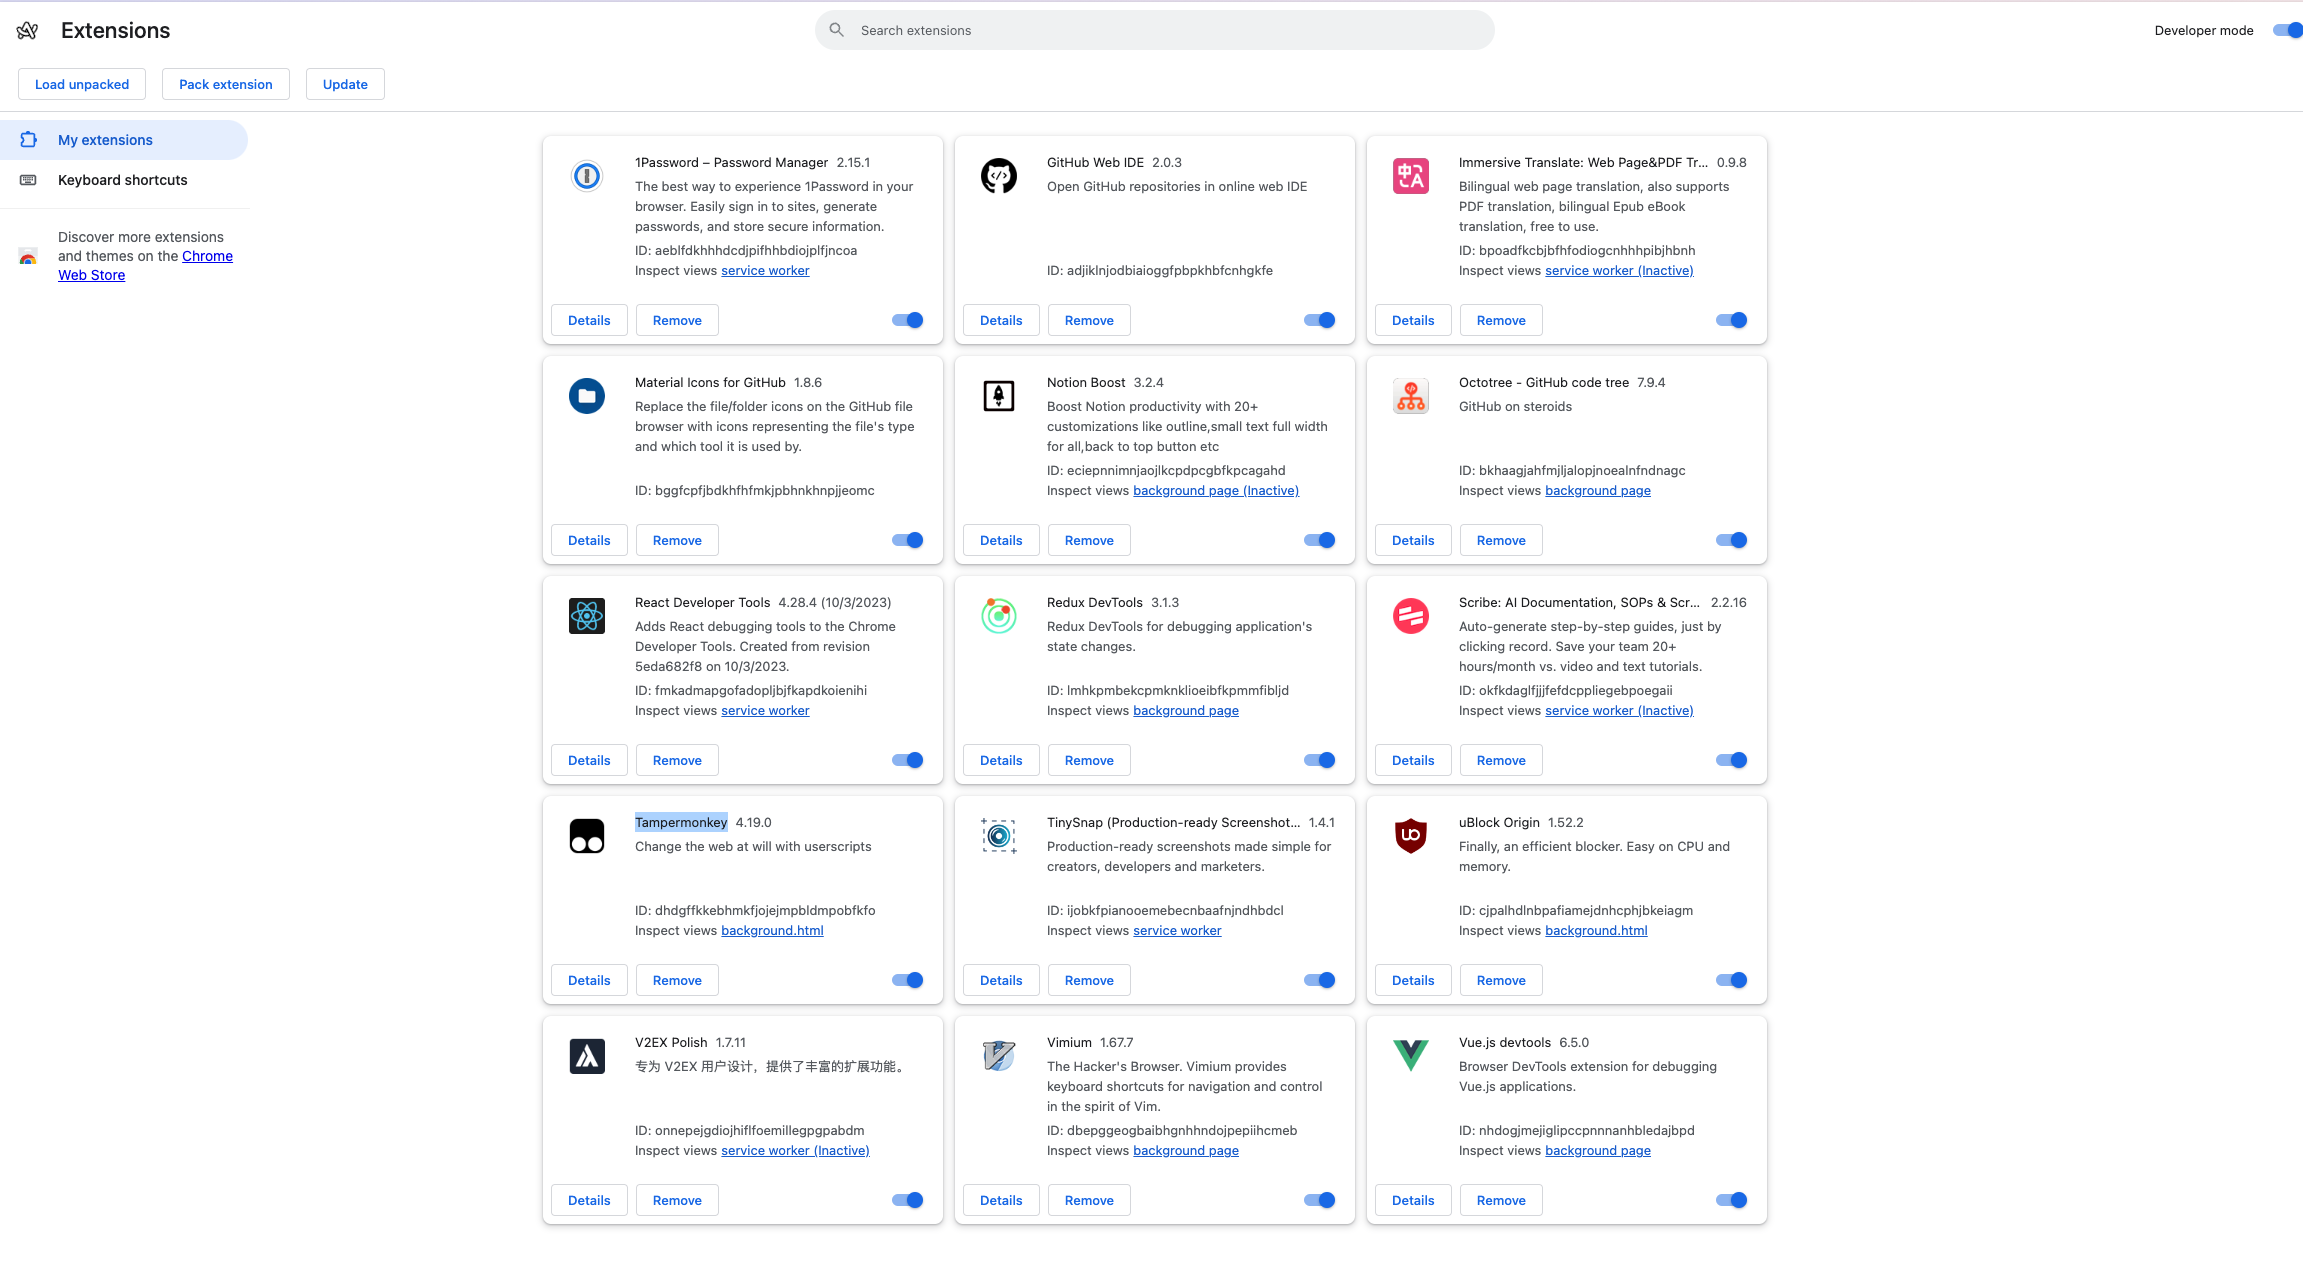 Extensions
Search extensions
Developer mode
Load unpacked
Pack extension
Update
My extensions
Keyboard shortcuts
Discover more extensions
and themes on the Chrome
Web Store
1Password – Password Manager 2.15.1
The best way to experience 1Password in your
browser. Easily sign in to sites, generate
passwords, and store secure information.
ID: aeblfdkhhhdcdjpifhhbdiojplfjncoa
Inspect views service worker
Details
Remove
GitHub Web IDE 2.0.3
Open GitHub repositories in online web IDE
ID: adjiklnjodbiaioggfpbpkhbfcnhgkfe
Details
Remove
Immersive Translate: Web Page&PDF Tr... 0.9.8
Bilingual web page translation, also supports
PDF translation, bilingual Epub eBook
translation, free to use.
ID: bpoadfkcbjbfhfodiogcnhhhpibjhbnh
Inspect views service worker (Inactive)
Details
Remove
Material Icons for GitHub 1.8.6
Replace the file/folder icons on the GitHub file
browser with icons representing the file's type
and which tool it is used by.
ID: bggfcpfjbdkhfhfmkjpbhnkhnpjjeomc
Details
Remove
Notion Boost 3.2.4
Boost Notion productivity with 20+
customizations like outline,small text full width
for all,back to top button etc
ID: eciepnnimnjaojlkcpdpcgbfkpcagahd
Inspect views background page (Inactive)
Details
Remove
Octotree - GitHub code tree 7.9.4
GitHub on steroids
ID: bkhaagjahfmjljalopjnoealnfndnagc
Inspect views background page
Details
Remove
React Developer Tools 4.28.4 (10/3/2023)
Adds React debugging tools to the Chrome
Developer Tools. Created from revision
5eda682f8 on 10/3/2023.
ID: fmkadmapgofadopljbjfkapdkoienihi
Inspect views service worker
Details
Remove
Redux DevTools 3.1.3
Redux DevTools for debugging application's
state changes.
ID: lmhkpmbekcpmknklioeibfkpmmfibljd
Inspect views background page
Details
Remove
Scribe: AI Documentation, SOPs & Scr... 2.2.16
Auto-generate step-by-step guides, just by
clicking record. Save your team 20+
hours/month vs. video and text tutorials.
ID: okfkdaglfjjjfefdcppliegebpoegaii
Inspect views service worker (Inactive)
Details
Remove
Tampermonkey 4.19.0
Change the web at will with userscripts
ID: dhdgffkkebhmkfjojejmpbldmpobfkfo
Inspect views background.html
Details
Remove
TinySnap (Production-ready Screenshot... 1.4.1
Production-ready screenshots made simple for
creators, developers and marketers.
ID: ijobkfpianooemebecnbaafnjndhbdcl
Inspect views service worker
Details
Remove
uBlock Origin 1.52.2
Finally, an efficient blocker. Easy on CPU and
memory.
ID: cjpalhdlnbpafiamejdnhcphjbkeiagm
Inspect views background.html
Details
Remove
V2EX Polish 1.7.11
专为 V2EX 用户设计，提供了丰富的扩展功能。
ID: onnepejgdiojhiflfoemillegpgpabdm
Inspect views service worker (Inactive)
Details
Remove
Vimium 1.67.7
The Hacker's Browser. Vimium provides
keyboard shortcuts for navigation and control
in the spirit of Vim.
ID: dbepggeogbaibhgnhhndojpepiihcmeb
Inspect views background page
Details
Remove
Vue.js devtools 6.5.0
Browser DevTools extension for debugging
Vue.js applications.
ID: nhdogjmejiglipccpnnnanhbledajbpd
Inspect views background page
Details
Remove